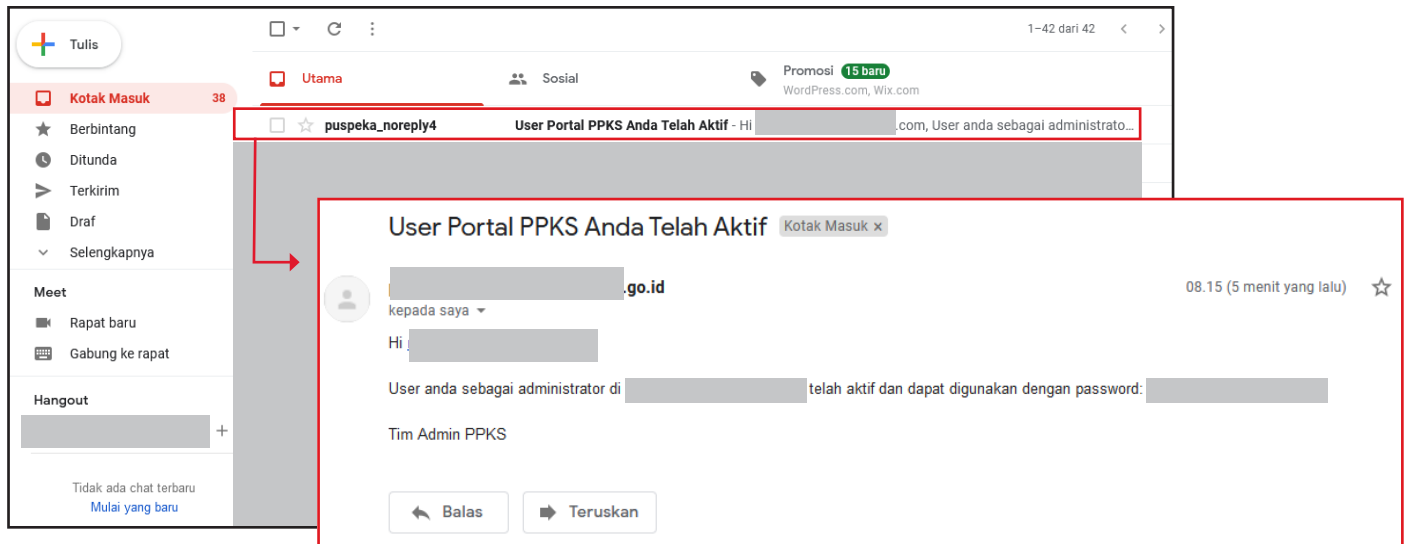 Tulis
1–42 dari 42
Utama
Sosial
Promosi 15 baru
WordPress.com, Wix.com
Kotak Masuk 38
Berbintang
Ditunda
Terkirim
Draf
Selengkapnya
Meet
Rapat baru
Gabung ke rapat
Hangout
Tidak ada chat terbaru
Mulai yang baru
puspeka_noreply4 User Portal PPKS Anda Telah Aktif - Hi .com, User anda sebagai administrato…
User Portal PPKS Anda Telah Aktif Kotak Masuk x
.go.id 08.15 (5 menit yang lalu)
kepada saya
Hi
User anda sebagai administrator di telah aktif dan dapat digunakan dengan password:
Tim Admin PPKS
Balas Teruskan